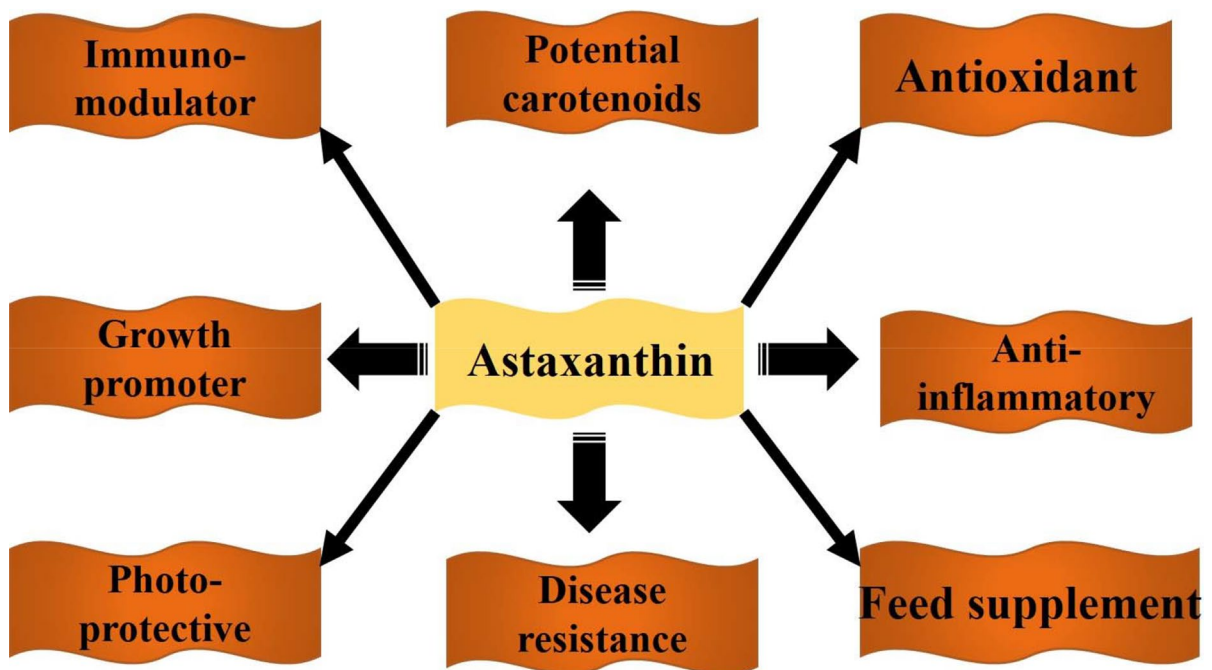 Immuno-
modulator
Potential
carotenoids
Antioxidant
Growth
promoter
Astaxanthin
Anti-
inflammatory
Photo-
protective
Disease
resistance
Feed supplement